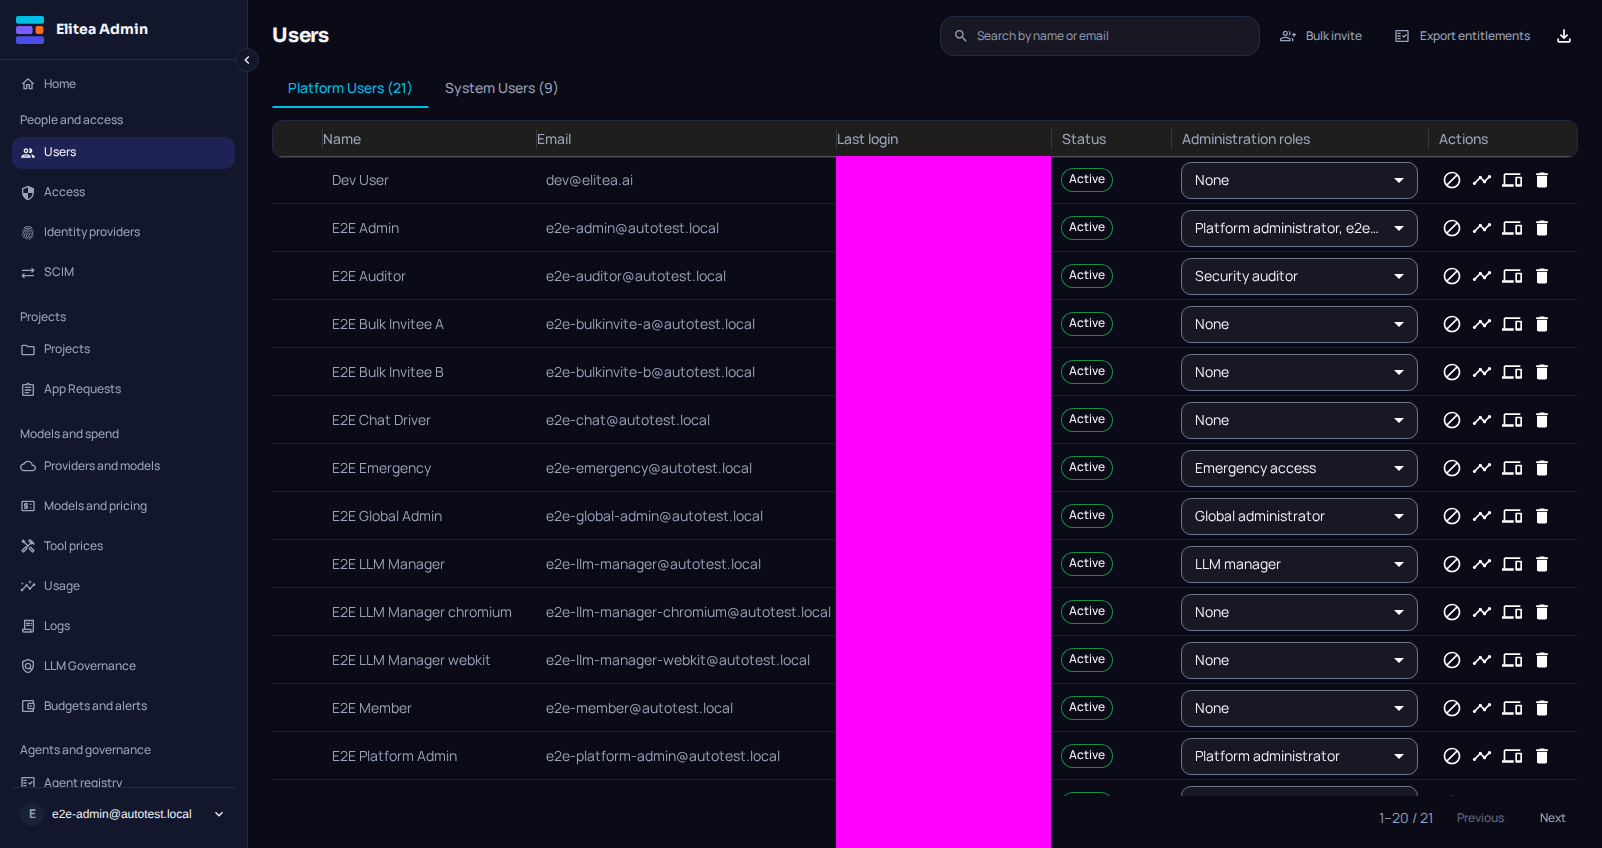 Elitea Admin
Home
People and access
Users
Access
Identity providers
SCIM
Projects
Projects
App Requests
Models and spend
Providers and models
Models and pricing
Tool prices
Usage
Logs
LLM Governance
Budgets and alerts
Agents and governance
Agent registry
E e2e-admin@autotest.local
Users
Search by name or email
Bulk invite
Export entitlements
Platform Users (21) System Users (9)
Name Email Last login Status Administration roles Actions
Dev User dev@elitea.ai Active None
E2E Admin e2e-admin@autotest.local Active Platform administrator, e2e...
E2E Auditor e2e-auditor@autotest.local Active Security auditor
E2E Bulk Invitee A e2e-bulkinvite-a@autotest.local Active None
E2E Bulk Invitee B e2e-bulkinvite-b@autotest.local Active None
E2E Chat Driver e2e-chat@autotest.local Active None
E2E Emergency e2e-emergency@autotest.local Active Emergency access
E2E Global Admin e2e-global-admin@autotest.local Active Global administrator
E2E LLM Manager e2e-llm-manager@autotest.local Active LLM manager
E2E LLM Manager chromium e2e-llm-manager-chromium@autotest.local Active None
E2E LLM Manager webkit e2e-llm-manager-webkit@autotest.local Active None
E2E Member e2e-member@autotest.local Active None
E2E Platform Admin e2e-platform-admin@autotest.local Active Platform administrator
1–20 / 21 Previous Next